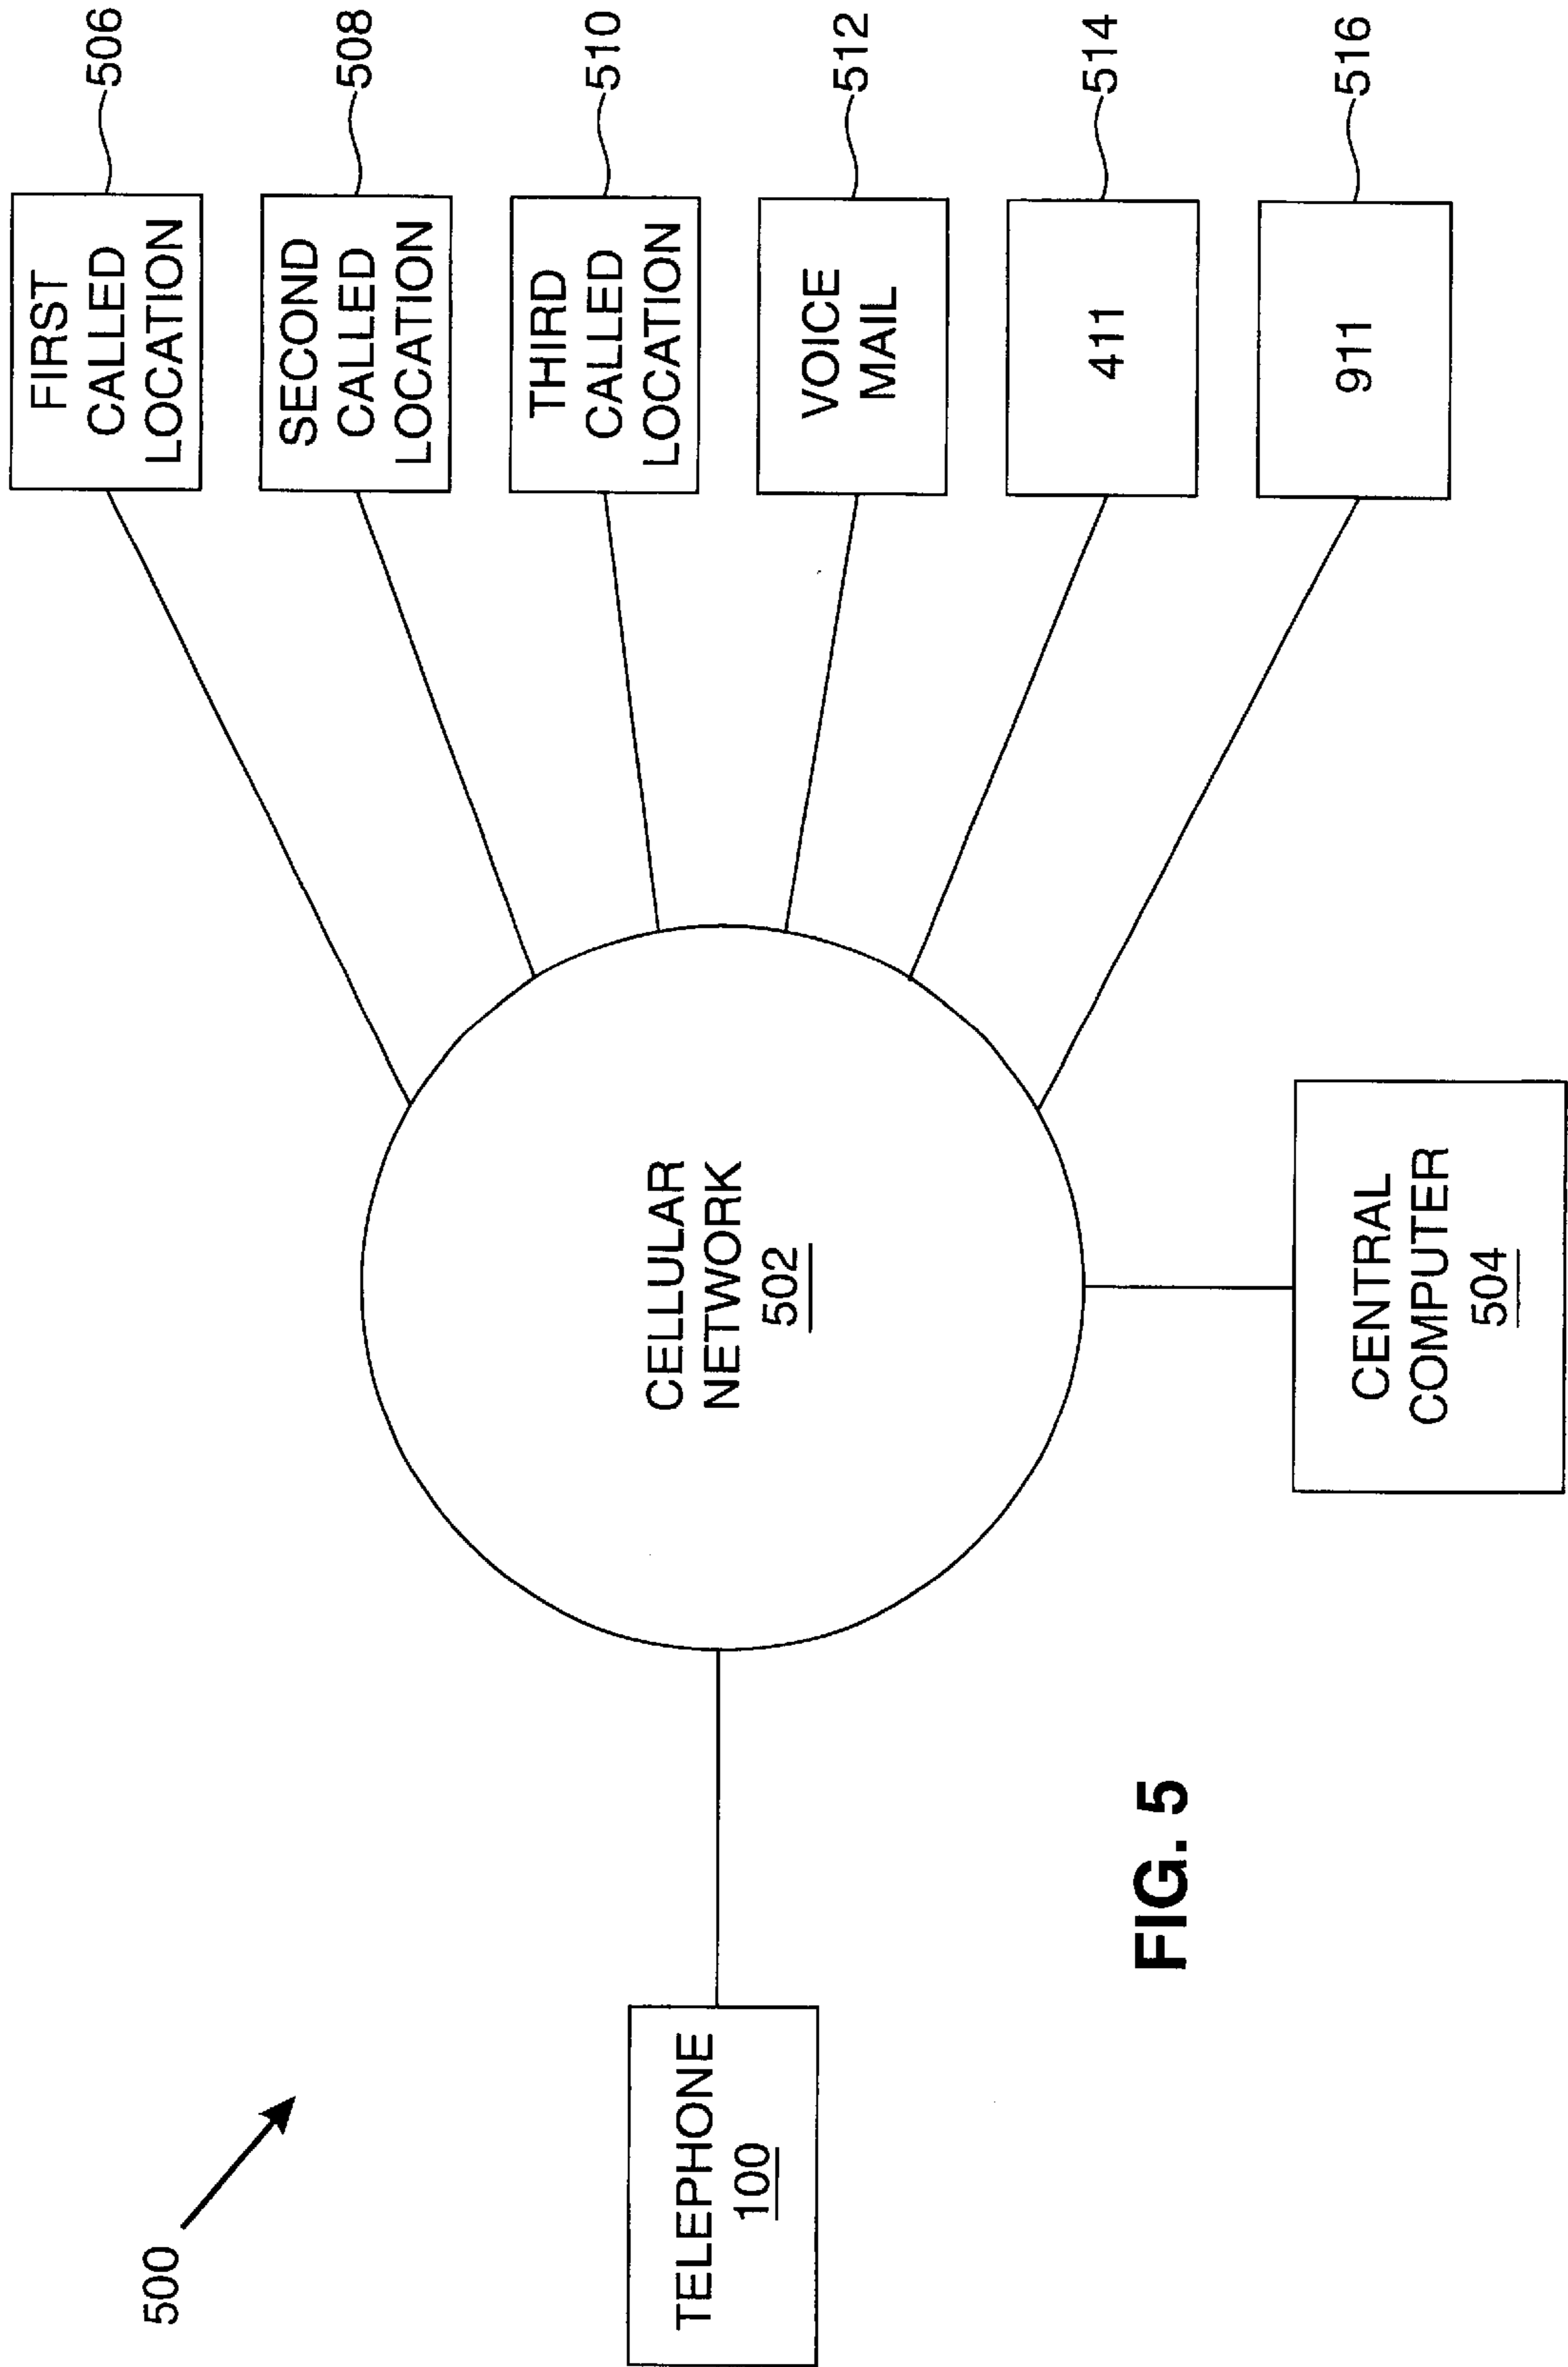 500
TELEPHONE
100
CELLULAR
NETWORK
502
CENTRAL
COMPUTER
504
FIRST
CALLED
LOCATION
506
SECOND
CALLED
LOCATION
508
THIRD
CALLED
LOCATION
510
VOICE
MAIL
512
411
514
911
516
FIG. 5